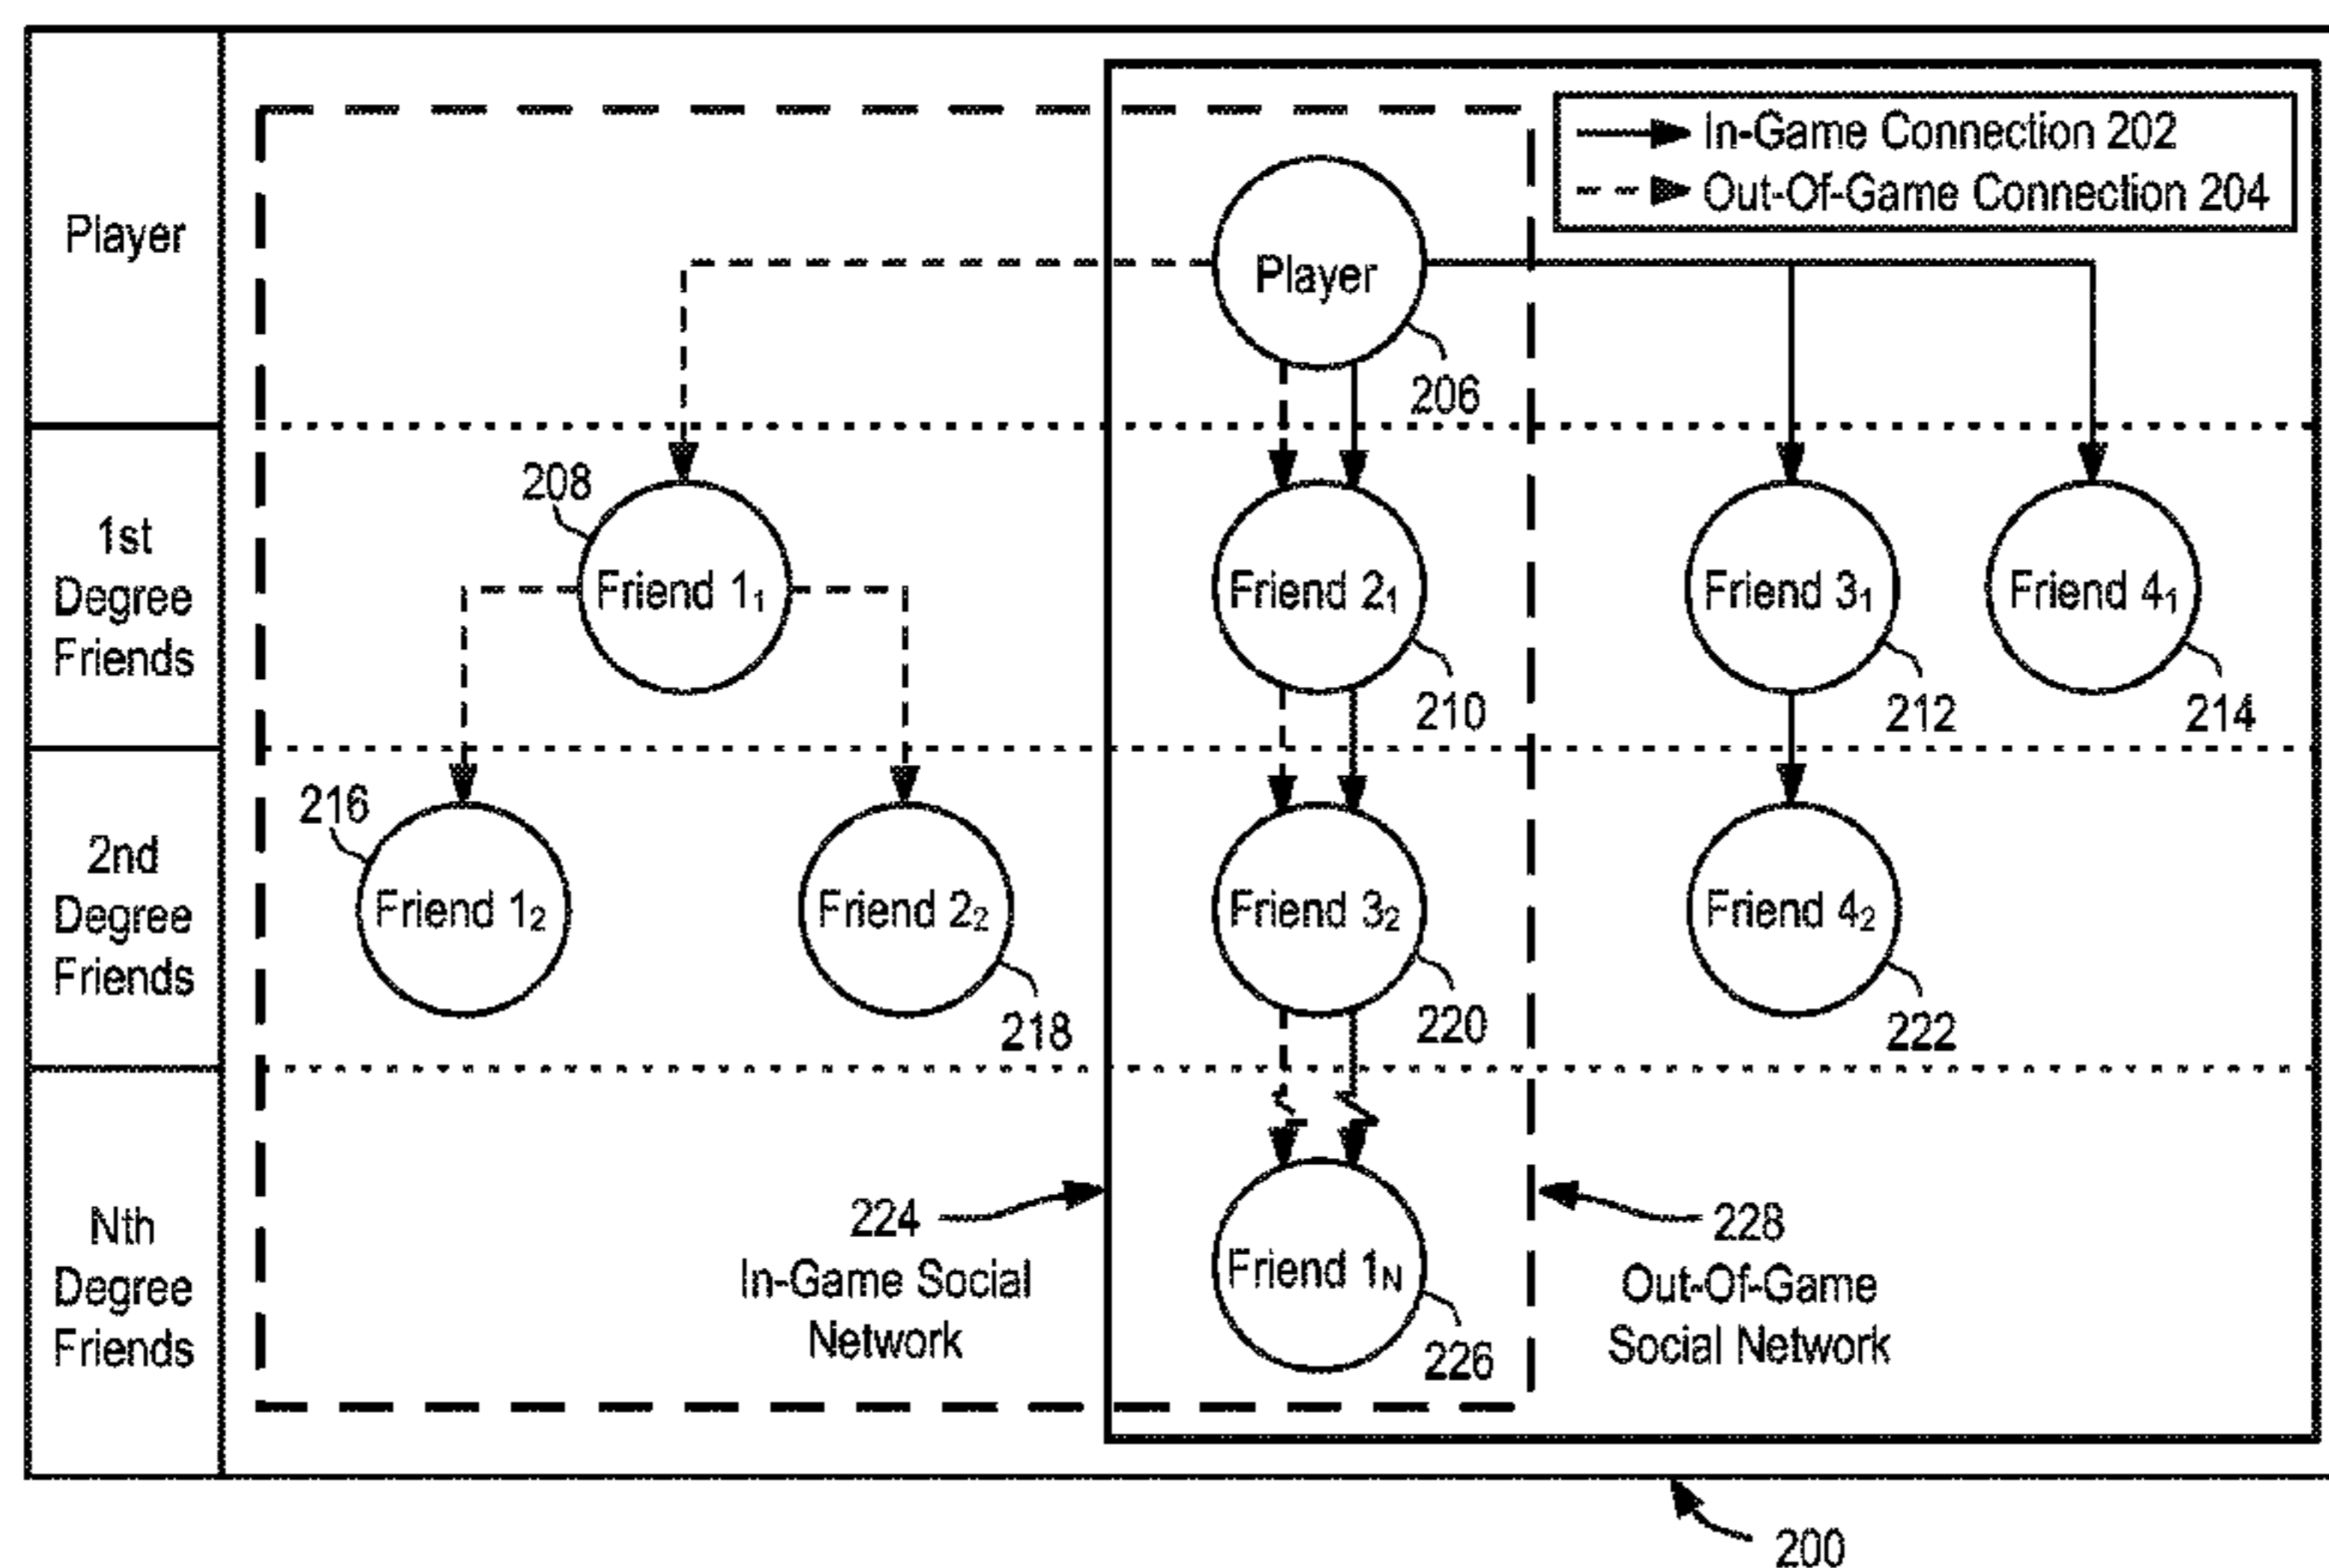 Player
In-Game Connection 202
Out-Of-Game Connection 204
Player
206
1st
Degree
Friends
208
Friend 1₁
Friend 2₁
Friend 3₁
Friend 4₁
210
212
214
2nd
Degree
Friends
216
Friend 1₂
Friend 2₂
Friend 3₂
Friend 4₂
218
220
222
Nth
Degree
Friends
224
In-Game Social
Network
Friend 1N
226
228
Out-Of-Game
Social Network
200